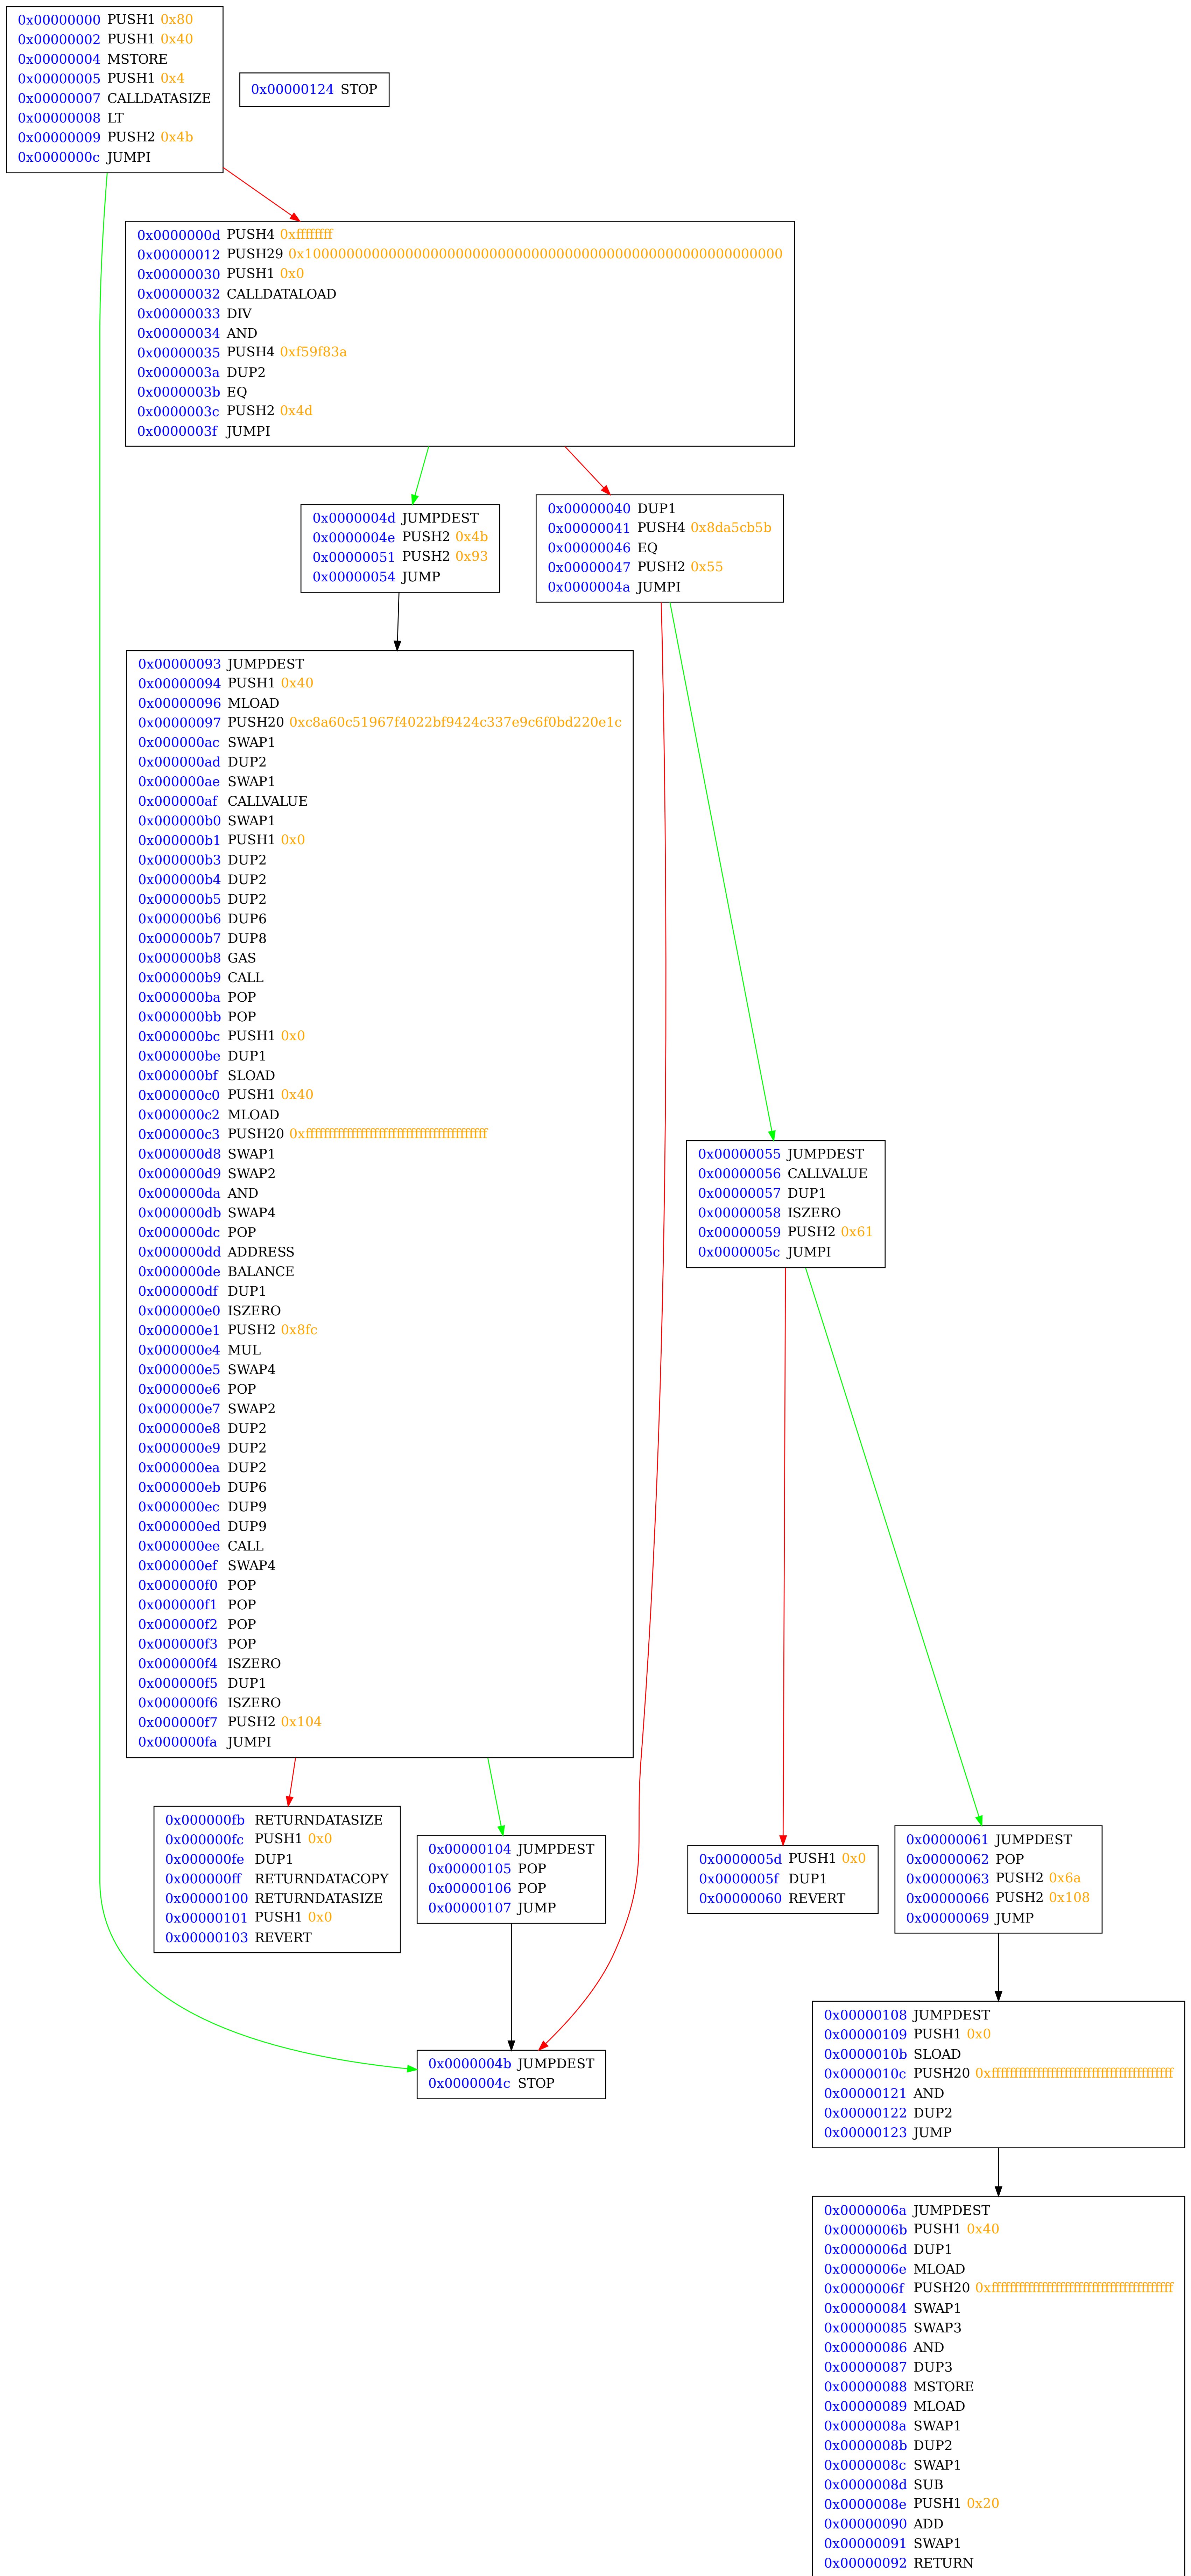 0x00000000 PUSH1 0x80
0x00000002 PUSH1 0x40
0x00000004 MSTORE
0x00000005 PUSH1 0x4
0x00000007 CALLDATASIZE
0x00000008 LT
0x00000009 PUSH2 0x4b
0x0000000c JUMPI
0x00000124 STOP
0x0000000d PUSH4 0xffffffff
0x00000012 PUSH29 0x100000000000000000000000000000000000000000000000000000000
0x00000030 PUSH1 0x0
0x00000032 CALLDATALOAD
0x00000033 DIV
0x00000034 AND
0x00000035 PUSH4 0xf59f83a
0x0000003a DUP2
0x0000003b EQ
0x0000003c PUSH2 0x4d
0x0000003f JUMPI
0x0000004d JUMPDEST
0x0000004e PUSH2 0x4b
0x00000051 PUSH2 0x93
0x00000054 JUMP
0x00000040 DUP1
0x00000041 PUSH4 0x8da5cb5b
0x00000046 EQ
0x00000047 PUSH2 0x55
0x0000004a JUMPI
0x00000093 JUMPDEST
0x00000094 PUSH1 0x40
0x00000096 MLOAD
0x00000097 PUSH20 0xc8a60c51967f4022bf9424c337e9c6f0bd220e1c
0x000000ac SWAP1
0x000000ad DUP2
0x000000ae SWAP1
0x000000af CALLVALUE
0x000000b0 SWAP1
0x000000b1 PUSH1 0x0
0x000000b3 DUP2
0x000000b4 DUP2
0x000000b5 DUP2
0x000000b6 DUP6
0x000000b7 DUP8
0x000000b8 GAS
0x000000b9 CALL
0x000000ba POP
0x000000bb POP
0x000000bc PUSH1 0x0
0x000000be DUP1
0x000000bf SLOAD
0x000000c0 PUSH1 0x40
0x000000c2 MLOAD
0x000000c3 PUSH20 0xffffffffffffffffffffffffffffffffffffffff
0x000000d8 SWAP1
0x000000d9 SWAP2
0x000000da AND
0x000000db SWAP4
0x000000dc POP
0x000000dd ADDRESS
0x000000de BALANCE
0x000000df DUP1
0x000000e0 ISZERO
0x000000e1 PUSH2 0x8fc
0x000000e4 MUL
0x000000e5 SWAP4
0x000000e6 POP
0x000000e7 SWAP2
0x000000e8 DUP2
0x000000e9 DUP2
0x000000ea DUP2
0x000000eb DUP6
0x000000ec DUP9
0x000000ed DUP9
0x000000ee CALL
0x000000ef SWAP4
0x000000f0 POP
0x000000f1 POP
0x000000f2 POP
0x000000f3 POP
0x000000f4 ISZERO
0x000000f5 DUP1
0x000000f6 ISZERO
0x000000f7 PUSH2 0x104
0x000000fa JUMPI
0x00000055 JUMPDEST
0x00000056 CALLVALUE
0x00000057 DUP1
0x00000058 ISZERO
0x00000059 PUSH2 0x61
0x0000005c JUMPI
0x000000fb RETURNDATASIZE
0x000000fc PUSH1 0x0
0x000000fe DUP1
0x000000ff RETURNDATACOPY
0x00000100 RETURNDATASIZE
0x00000101 PUSH1 0x0
0x00000103 REVERT
0x00000104 JUMPDEST
0x00000105 POP
0x00000106 POP
0x00000107 JUMP
0x0000005d PUSH1 0x0
0x0000005f DUP1
0x00000060 REVERT
0x00000061 JUMPDEST
0x00000062 POP
0x00000063 PUSH2 0x6a
0x00000066 PUSH2 0x108
0x00000069 JUMP
0x0000004b JUMPDEST
0x0000004c STOP
0x00000108 JUMPDEST
0x00000109 PUSH1 0x0
0x0000010b SLOAD
0x0000010c PUSH20 0xffffffffffffffffffffffffffffffffffffffff
0x00000121 AND
0x00000122 DUP2
0x00000123 JUMP
0x0000006a JUMPDEST
0x0000006b PUSH1 0x40
0x0000006d DUP1
0x0000006e MLOAD
0x0000006f PUSH20 0xffffffffffffffffffffffffffffffffffffffff
0x00000084 SWAP1
0x00000085 SWAP3
0x00000086 AND
0x00000087 DUP3
0x00000088 MSTORE
0x00000089 MLOAD
0x0000008a SWAP1
0x0000008b DUP2
0x0000008c SWAP1
0x0000008d SUB
0x0000008e PUSH1 0x20
0x00000090 ADD
0x00000091 SWAP1
0x00000092 RETURN